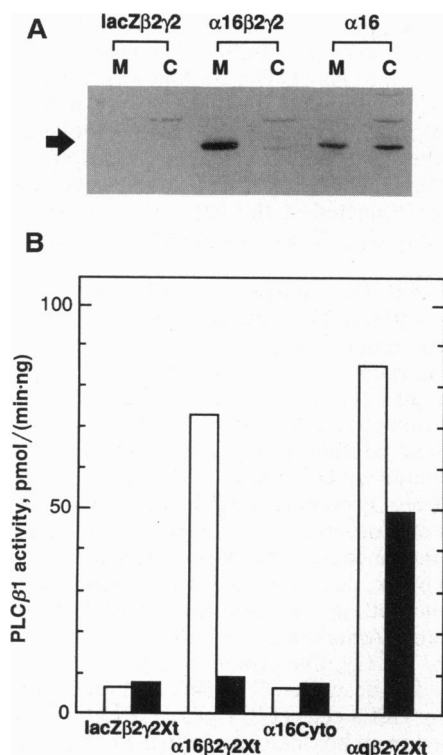 A
lacZβ2γ2 α16β2γ2 α16
M C M C M C
B
100
50
0
PLCβ1 activity, pmol/(min·ng)
lacZβ2γ2Xt α16Cyto
α16β2γ2Xt αqβ2γ2Xt